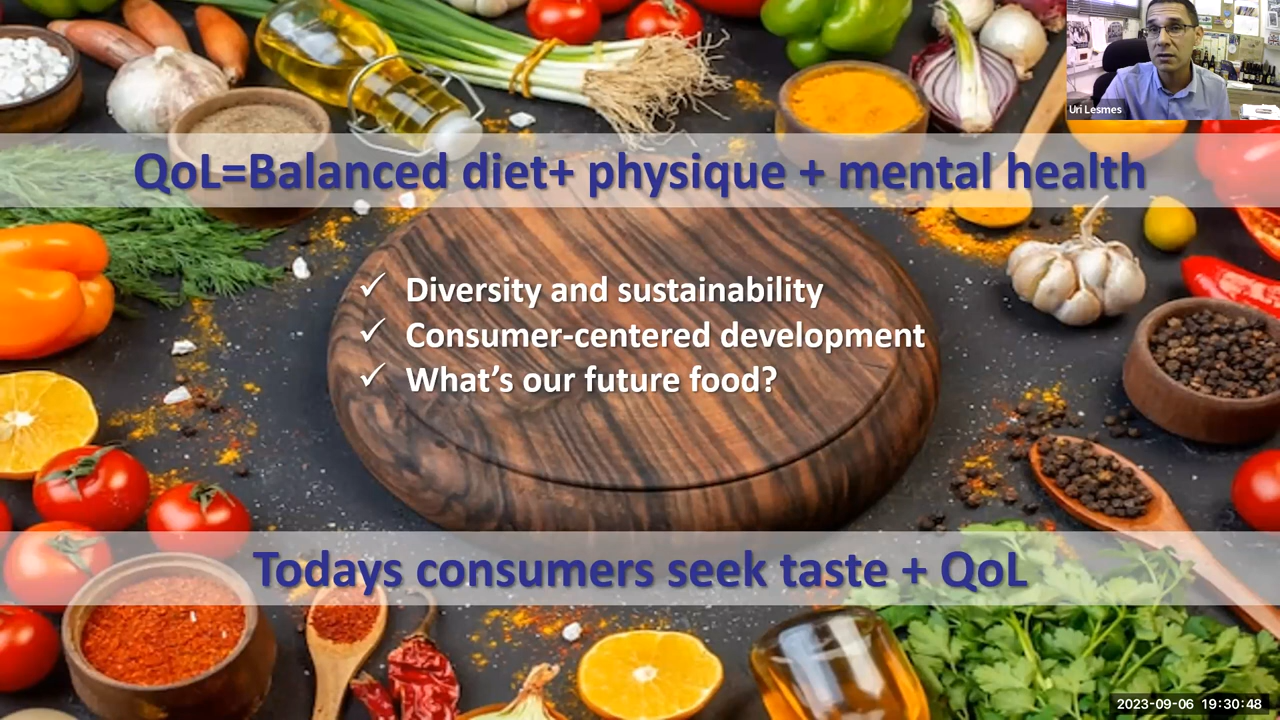 Uri Lesmes
QoL=Balanced diet+ physique + mental health
✓ Diversity and sustainability
✓ Consumer-centered development
✓ What’s our future food?
Todays consumers seek taste + QoL
2023-09-06 19:30:48